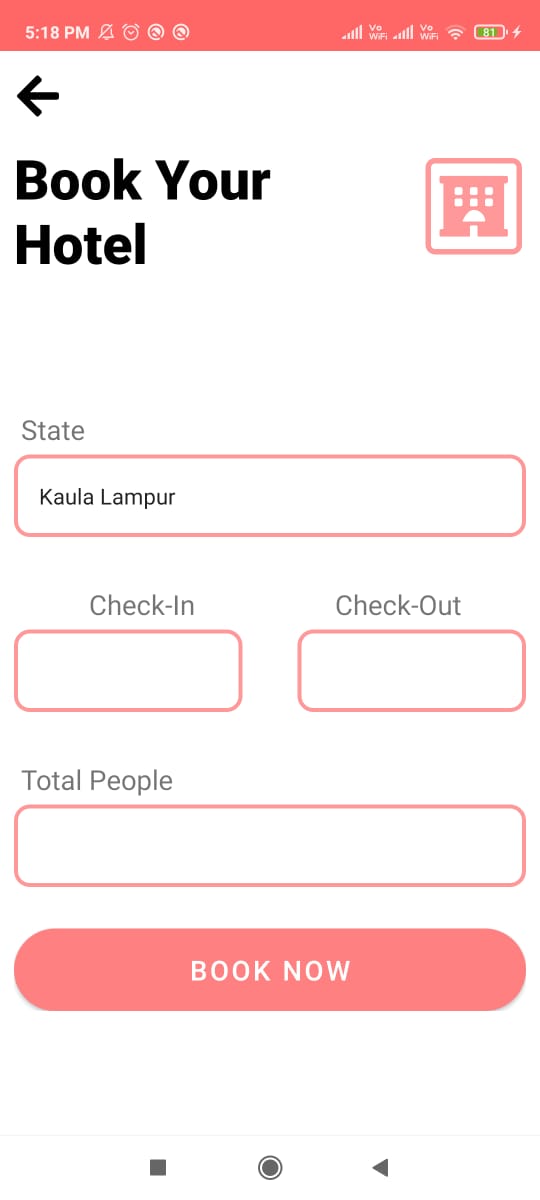 5:18 PM Vo WiFi Vo WiFi 81
Book Your
Hotel
State
Kaula Lampur
Check-In Check-Out
Total People
BOOK NOW